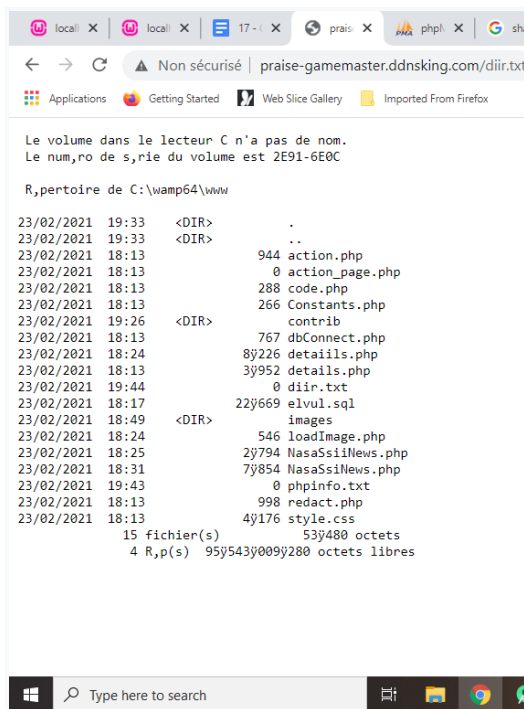 locall
locall
17 - (
prais
phpN
sha
Non sécurisé | praise-gamemaster.ddnsking.com/diir.txt
Applications Getting Started Web Slice Gallery Imported From Firefox
Le volume dans le lecteur C n'a pas de nom.
Le num,ro de s,rie du volume est 2E91-6E0C
R,pertoire de C:\wamp64\www
23/02/2021 19:33 <DIR> .
23/02/2021 19:33 <DIR> ..
23/02/2021 18:13 944 action.php
23/02/2021 18:13 0 action_page.php
23/02/2021 18:13 288 code.php
23/02/2021 18:13 266 Constants.php
23/02/2021 19:26 <DIR> contrib
23/02/2021 18:13 767 dbConnect.php
23/02/2021 18:24 8ÿ226 detaiils.php
23/02/2021 18:13 3ÿ952 details.php
23/02/2021 19:44 0 diir.txt
23/02/2021 18:17 22ÿ669 elvul.sql
23/02/2021 18:49 <DIR> images
23/02/2021 18:24 546 loadImage.php
23/02/2021 18:25 2ÿ794 NasaSsiiNews.php
23/02/2021 18:31 7ÿ854 NasaSsiNews.php
23/02/2021 19:43 0 phpinfo.txt
23/02/2021 18:13 998 redact.php
23/02/2021 18:13 4ÿ176 style.css
15 fichier(s) 53ÿ480 octets
4 R,p(s) 95ÿ543ÿ009ÿ280 octets libres
Type here to search